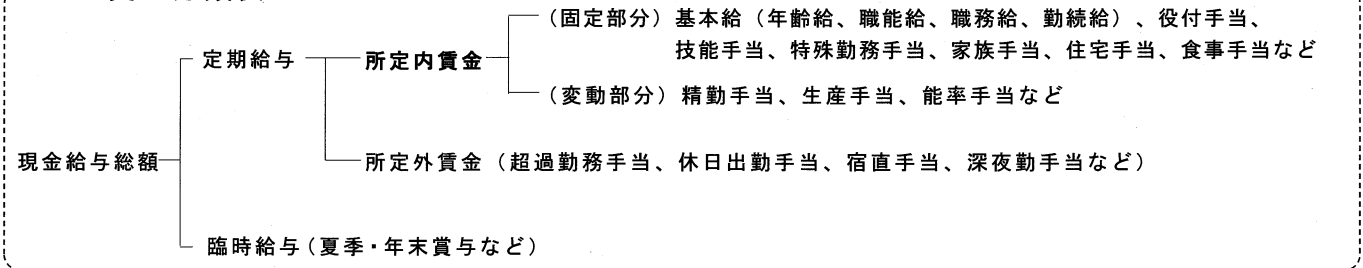 （固定部分）基本給（年齢給、職能給、職務給、勤続給）、役付手当、
技能手当、特殊勤務手当、家族手当、住宅手当、食事手当など
定期給与
所定内賃金
（変動部分）精勤手当、生産手当、能率手当など
現金給与総額
所定外賃金（超過勤務手当、休日出勤手当、宿直手当、深夜勤手当など）
臨時給与（夏季・年末賞与など）